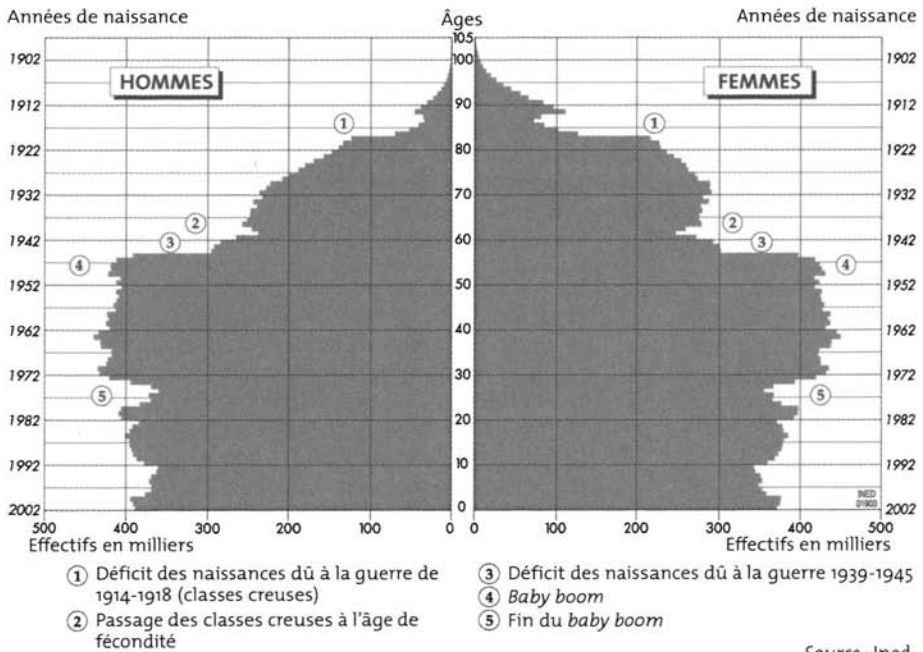 Années de naissance
Âges
Années de naissance
HOMMES
FEMMES
105
1902
100
1902
1912
90
1912
①
①
1922
80
1922
1932
70
1932
②
②
1942
60
1942
③
③
④
④
1952
50
1952
1962
40
1962
1972
30
1972
⑤
⑤
1982
20
1982
1992
10
1992
INED
01903
2002
0
2002
500 400 300 200 100 0 0 100 200 300 400 500
Effectifs en milliers
Effectifs en milliers
① Déficit des naissances dû à la guerre de
1914-1918 (classes creuses)
② Passage des classes creuses à l'âge de
fécondité
③ Déficit des naissances dû à la guerre 1939-1945
④ Baby boom
⑤ Fin du baby boom
Source : Ined